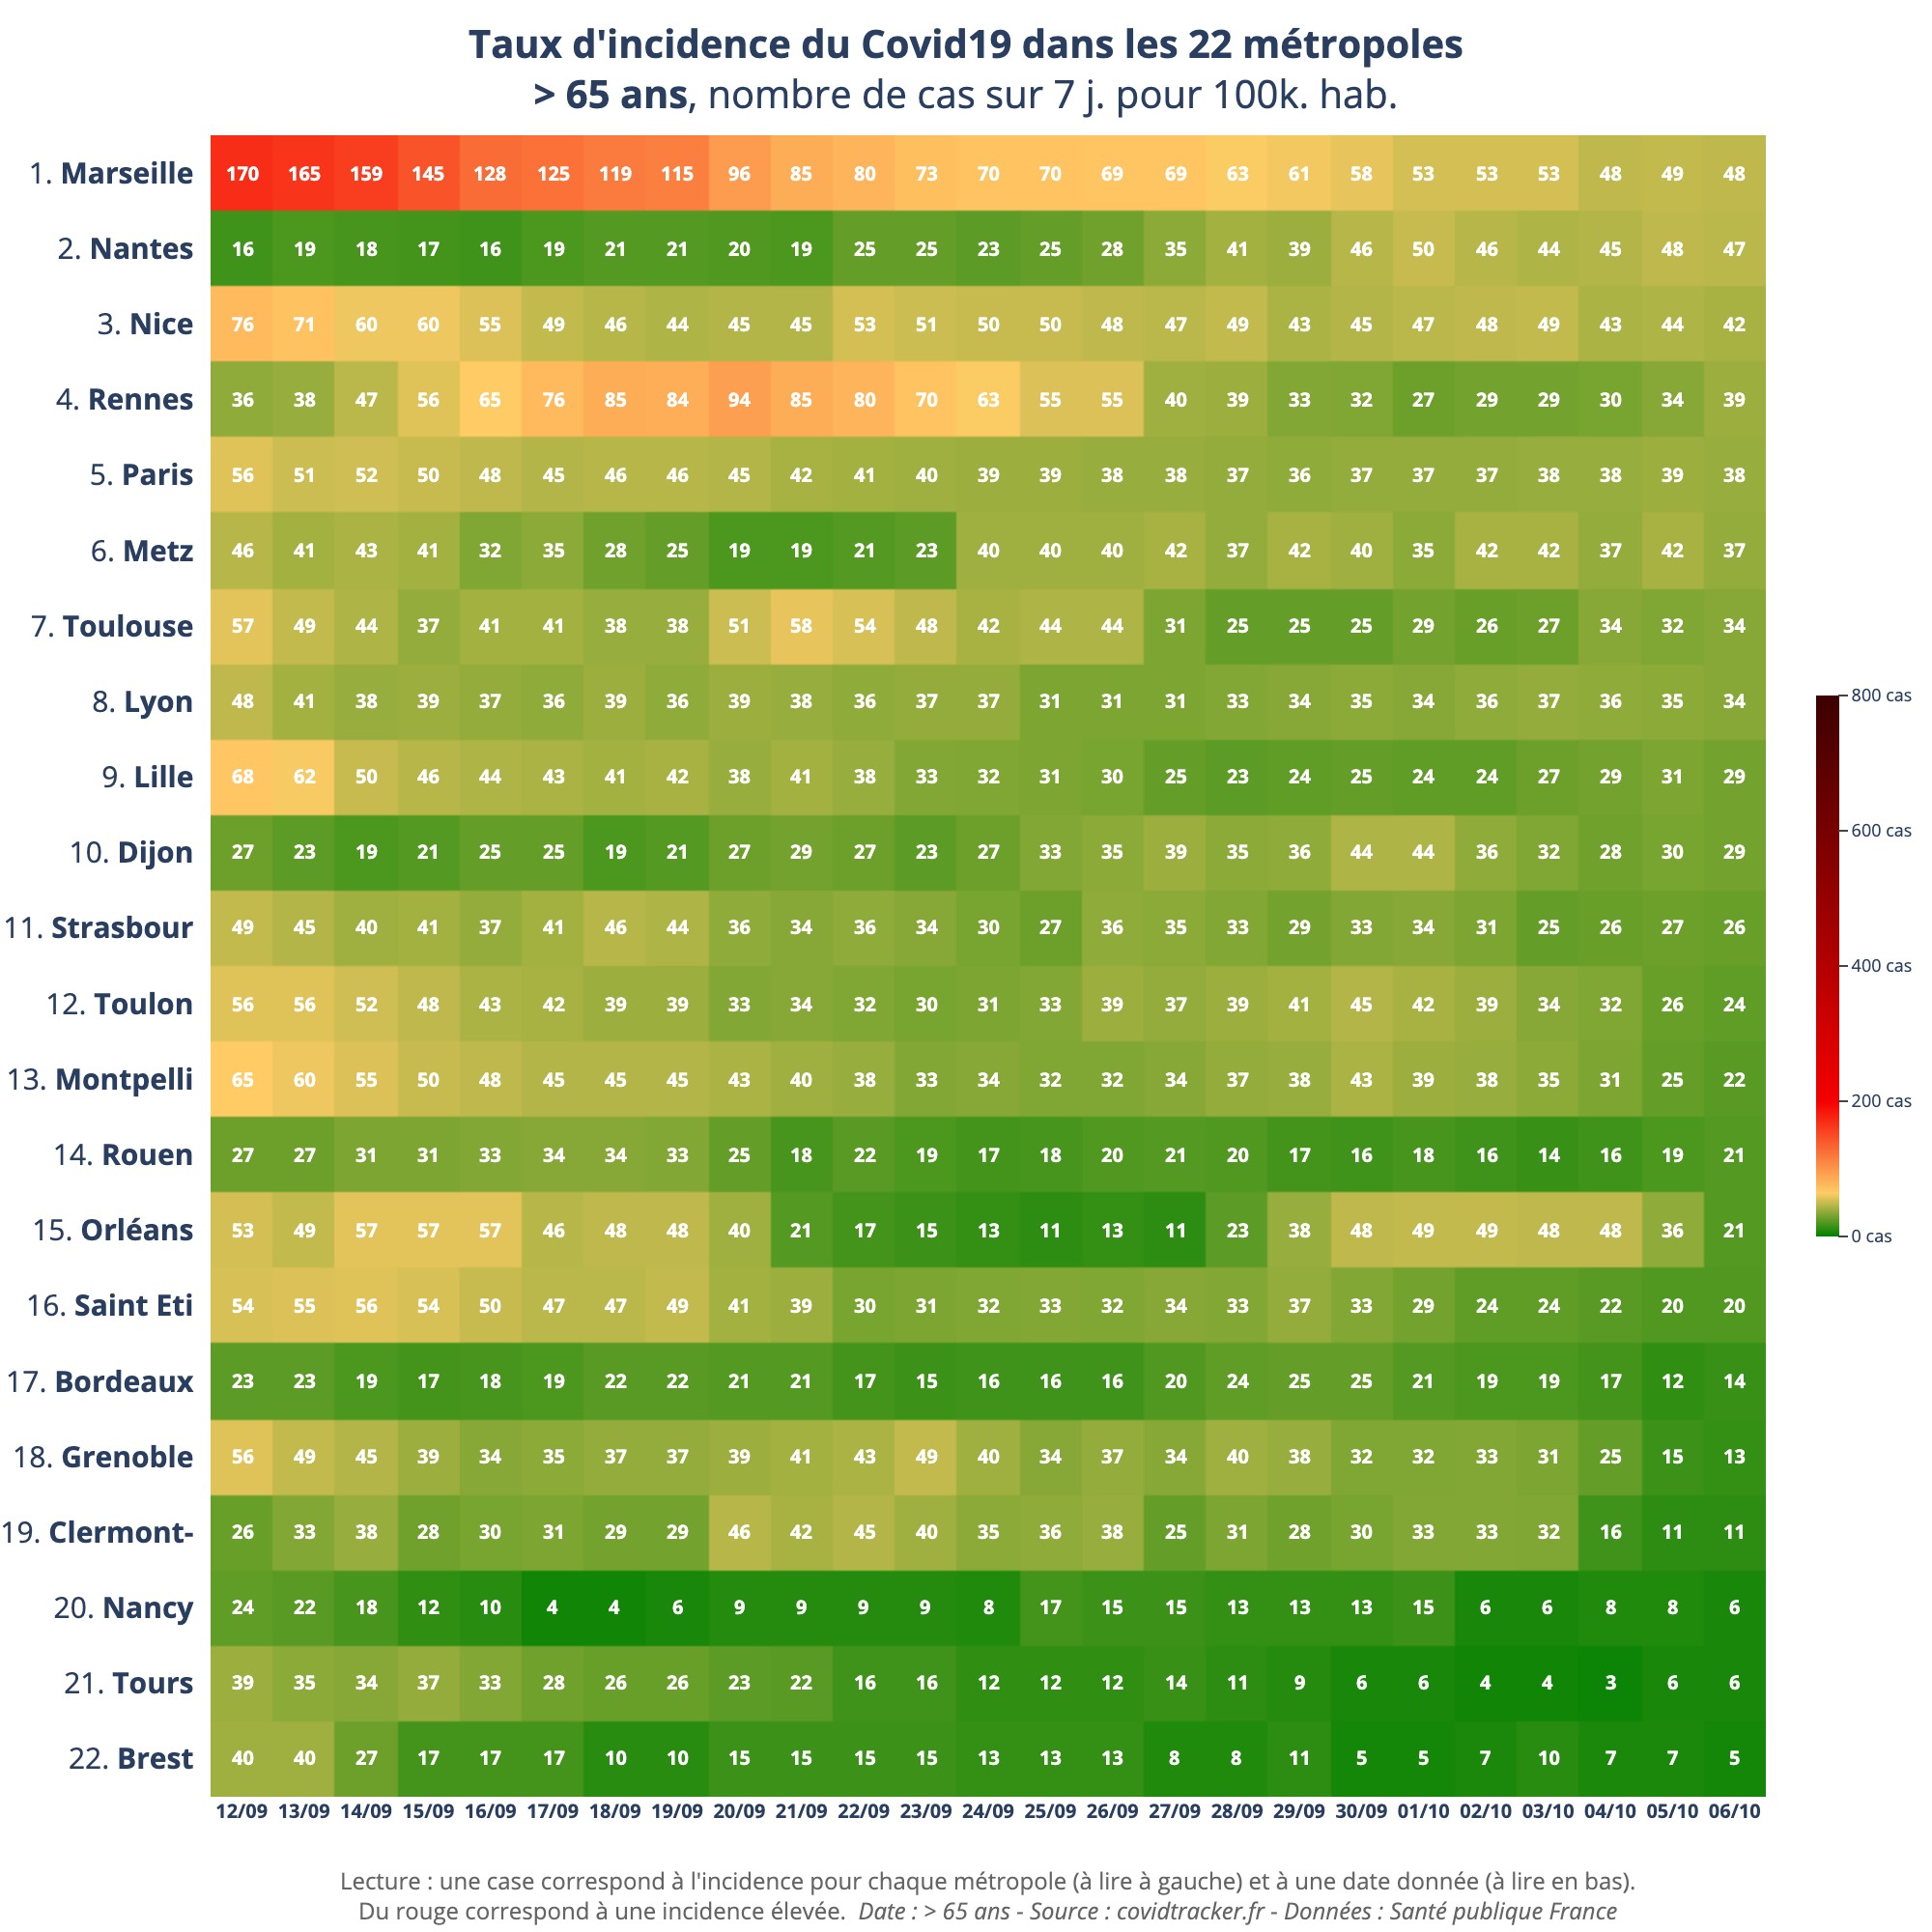 Taux d'incidence du Covid19 dans les 22 métropoles
> 65 ans, nombre de cas sur 7 j. pour 100k. hab.
1. Marseille 170 165 159 145 128 125 119 115 96 85 80 73 70 70 69 69 63 61 58 53 53 53 48 49 48
2. Nantes 16 19 18 17 16 19 21 21 20 19 25 25 23 25 28 35 41 39 46 50 46 44 45 48 47
3. Nice 76 71 60 60 55 49 46 44 45 45 53 51 50 50 48 47 49 43 45 47 48 49 43 44 42
4. Rennes 36 38 47 56 65 76 85 84 94 85 80 70 63 55 55 40 39 33 32 27 29 29 30 34 39
5. Paris 56 51 52 50 48 45 46 46 45 42 41 40 39 39 38 38 37 36 37 37 37 38 38 39 38
6. Metz 46 41 43 41 32 35 28 25 19 19 21 23 40 40 40 42 37 42 40 35 42 42 37 42 37
7. Toulouse 57 49 44 37 41 41 38 38 51 58 54 48 42 44 44 31 25 25 25 29 26 27 34 32 34
8. Lyon 48 41 38 39 37 36 39 36 39 38 36 37 37 31 31 31 33 34 35 34 36 37 36 35 34
9. Lille 68 62 50 46 44 43 41 42 38 41 38 33 32 31 30 25 23 24 25 24 24 27 29 31 29
10. Dijon 27 23 19 21 25 25 19 21 27 29 27 23 27 33 35 39 35 36 44 44 36 32 28 30 29
11. Strasbour 49 45 40 41 37 41 46 44 36 34 36 34 30 27 36 35 33 29 33 34 31 25 26 27 26
12. Toulon 56 56 52 48 43 42 39 39 33 34 32 30 31 33 39 37 39 41 45 42 39 34 32 26 24
13. Montpelli 65 60 55 50 48 45 45 45 43 40 38 33 34 32 32 34 37 38 43 39 38 35 31 25 22
14. Rouen 27 27 31 31 33 34 34 33 25 18 22 19 17 18 20 21 20 17 16 18 16 14 16 19 21
15. Orléans 53 49 57 57 57 46 48 48 40 21 17 15 13 11 13 11 23 38 48 49 49 48 48 36 21
16. Saint Eti 54 55 56 54 50 47 47 49 41 39 30 31 32 33 32 34 33 37 33 29 24 24 22 20 20
17. Bordeaux 23 23 19 17 18 19 22 22 21 21 17 15 16 16 16 20 24 25 25 21 19 19 17 12 14
18. Grenoble 56 49 45 39 34 35 37 37 39 41 43 49 40 34 37 34 40 38 32 32 33 31 25 15 13
19. Clermont- 26 33 38 28 30 31 29 29 46 42 45 40 35 36 38 25 31 28 30 33 33 32 16 11 11
20. Nancy 24 22 18 12 10 4 4 6 9 9 9 9 8 17 15 15 13 13 13 15 6 6 8 8 6
21. Tours 39 35 34 37 33 28 26 26 23 22 16 16 12 12 12 14 11 9 6 6 4 4 3 6 6
22. Brest 40 40 27 17 17 17 10 10 15 15 15 15 13 13 13 8 8 11 5 5 7 10 7 7 5
12/09 13/09 14/09 15/09 16/09 17/09 18/09 19/09 20/09 21/09 22/09 23/09 24/09 25/09 26/09 27/09 28/09 29/09 30/09 01/10 02/10 03/10 04/10 05/10 06/10
800 cas
600 cas
400 cas
200 cas
0 cas
Lecture : une case correspond à l'incidence pour chaque métropole (à lire à gauche) et à une date donnée (à lire en bas).
Du rouge correspond à une incidence élevée. Date : > 65 ans - Source : covidtracker.fr - Données : Santé publique France